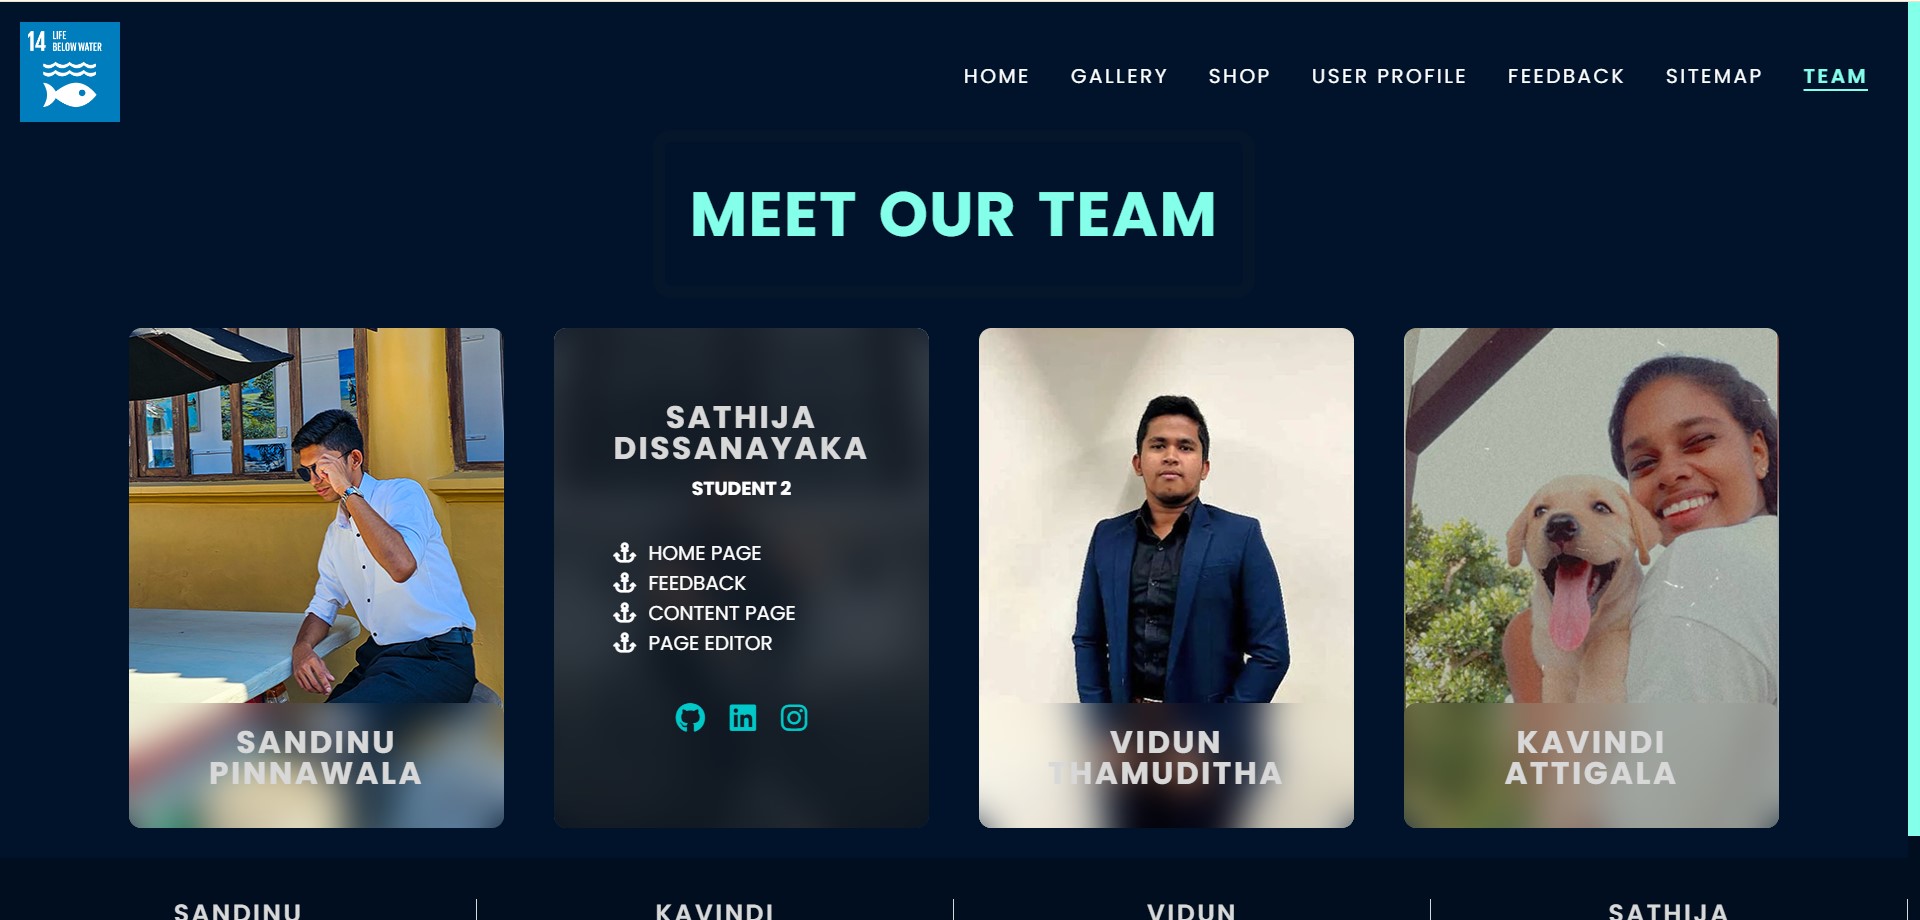 14 LIFE
BELOW WATER
HOME GALLERY SHOP USER PROFILE FEEDBACK SITEMAP TEAM
MEET OUR TEAM
SANDINU
PINNAWALA
SATHIJA
DISSANAYAKA
STUDENT 2
HOME PAGE
FEEDBACK
CONTENT PAGE
PAGE EDITOR
in
VIDUN
THAMUDITHA
KAVINDI
ATTIGALA
SANDINU KAVINDI VIDUN SATHIJA